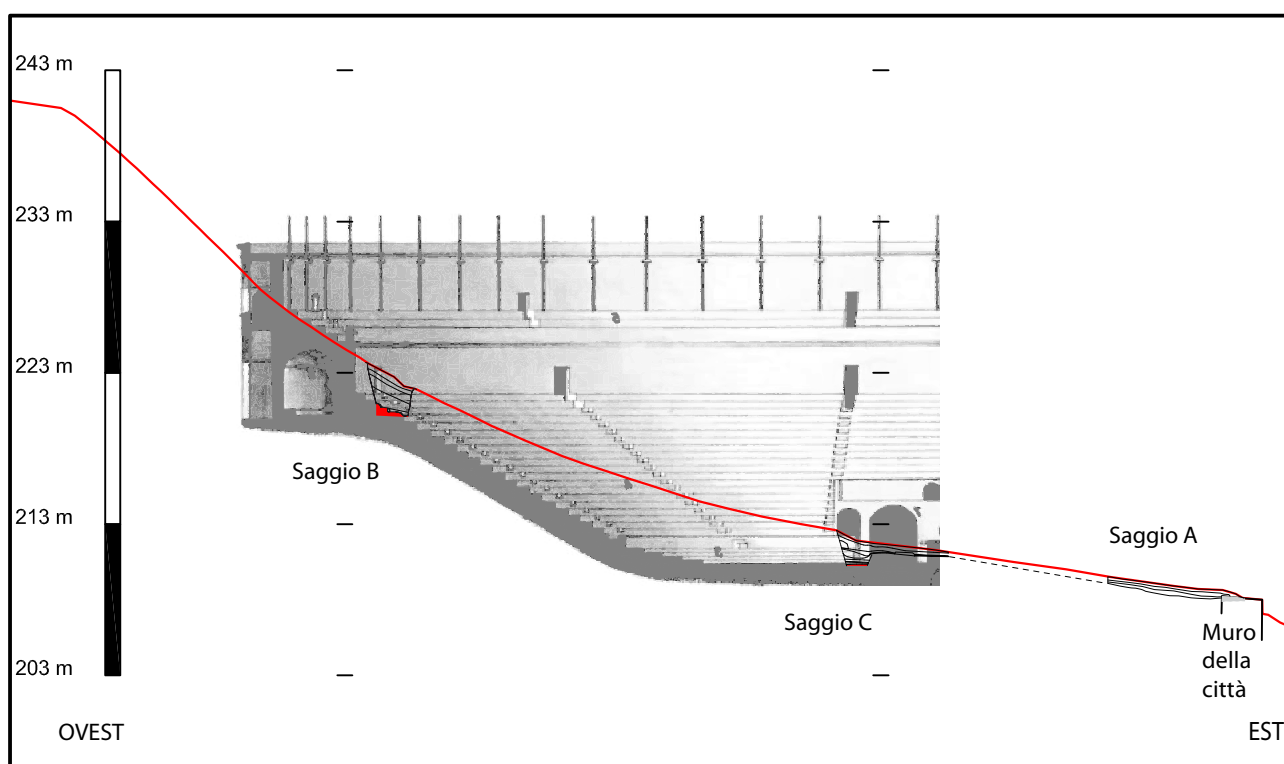 243 m
233 m
223 m
213 m
203 m
Saggio B
Saggio C
Saggio A
Muro
della
città
OVEST
EST